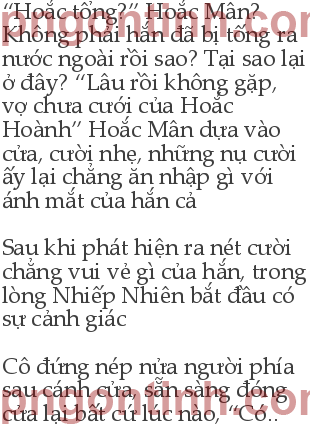 “Hoắc tổng?” Hoắc Mân?
Không phải hắn đã bị tống ra
nước ngoài rồi sao? Tại sao lại
ở đây? “Lâu rồi không gặp,
vợ chưa cưới của Hoắc
Hoành” Hoắc Mân dựa vào
cửa, cười nhẹ, những nụ cười
ấy lại chẳng ăn nhập gì với
ánh mắt của hắn cả
Sau khi phát hiện ra nét cười
chẳng vui vẻ gì của hắn, trong
lòng Nhiếp Nhiên bắt đầu có
sự cảnh giác
Cô đứng nép nửa người phía
sau cánh cửa, sẵn sàng đóng
cửa lại bất cứ lúc nào, “Có..
pngontinh.com
pngontinh.com